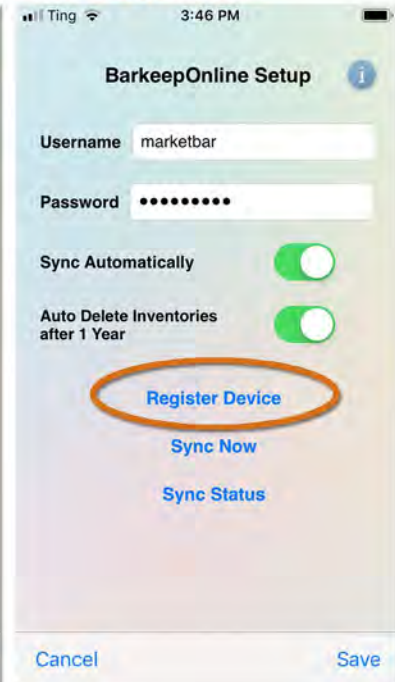 Ting 3:46 PM
BarkeepOnline Setup i
Username marketbar
Password •••••••••
Sync Automatically
Auto Delete Inventories
after 1 Year
Register Device
Sync Now
Sync Status
Cancel Save